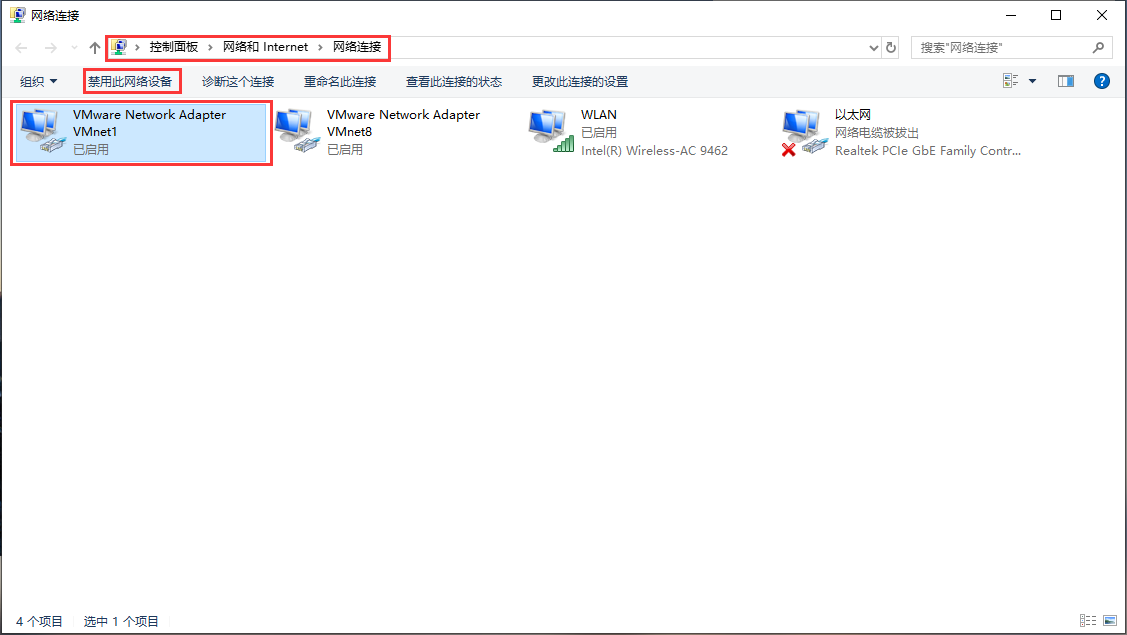 网络连接
控制面板 › 网络和 Internet › 网络连接
搜索"网络连接"
组织 禁用此网络设备 诊断这个连接 重命名此连接 查看此连接的状态 更改此连接的设置
VMware Network Adapter
VMnet1
已启用
VMware Network Adapter
VMnet8
已启用
WLAN
已启用
Intel(R) Wireless-AC 9462
以太网
网络电缆被拔出
Realtek PCIe GbE Family Contr...
4 个项目 选中 1 个项目